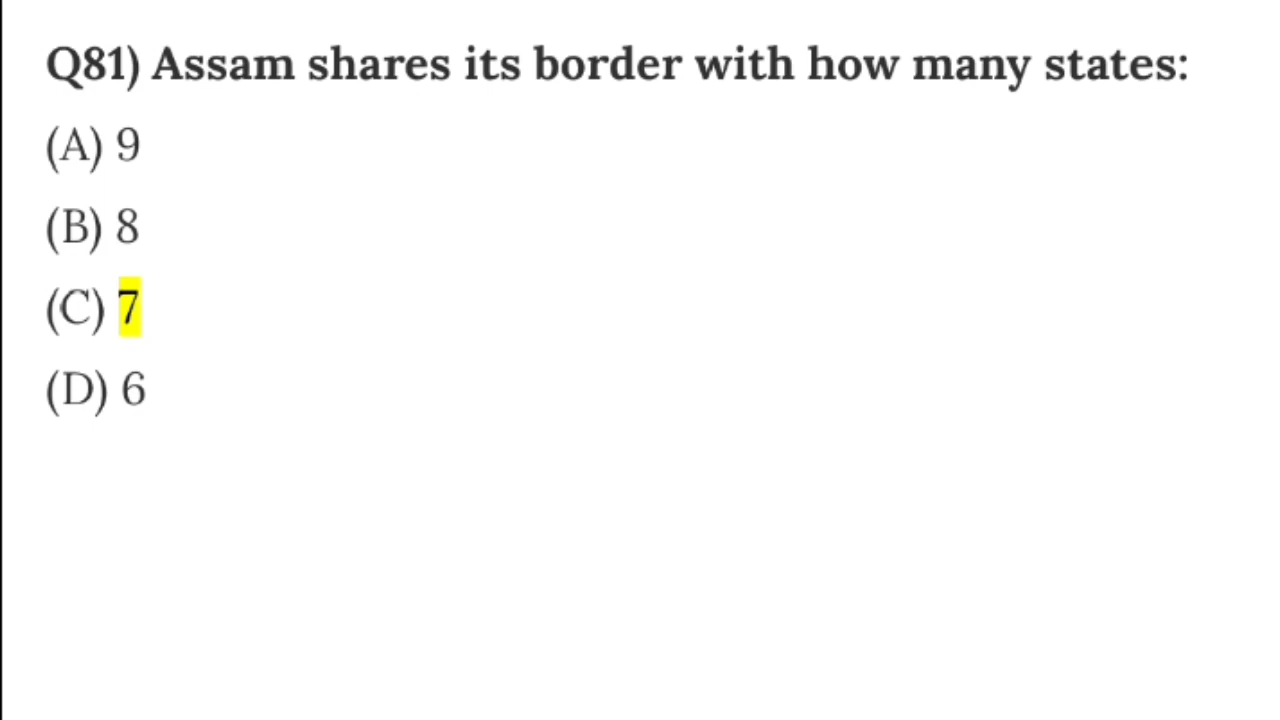 Q81) Assam shares its border with how many states:
(A) 9
(B) 8
(C) 7
(D) 6